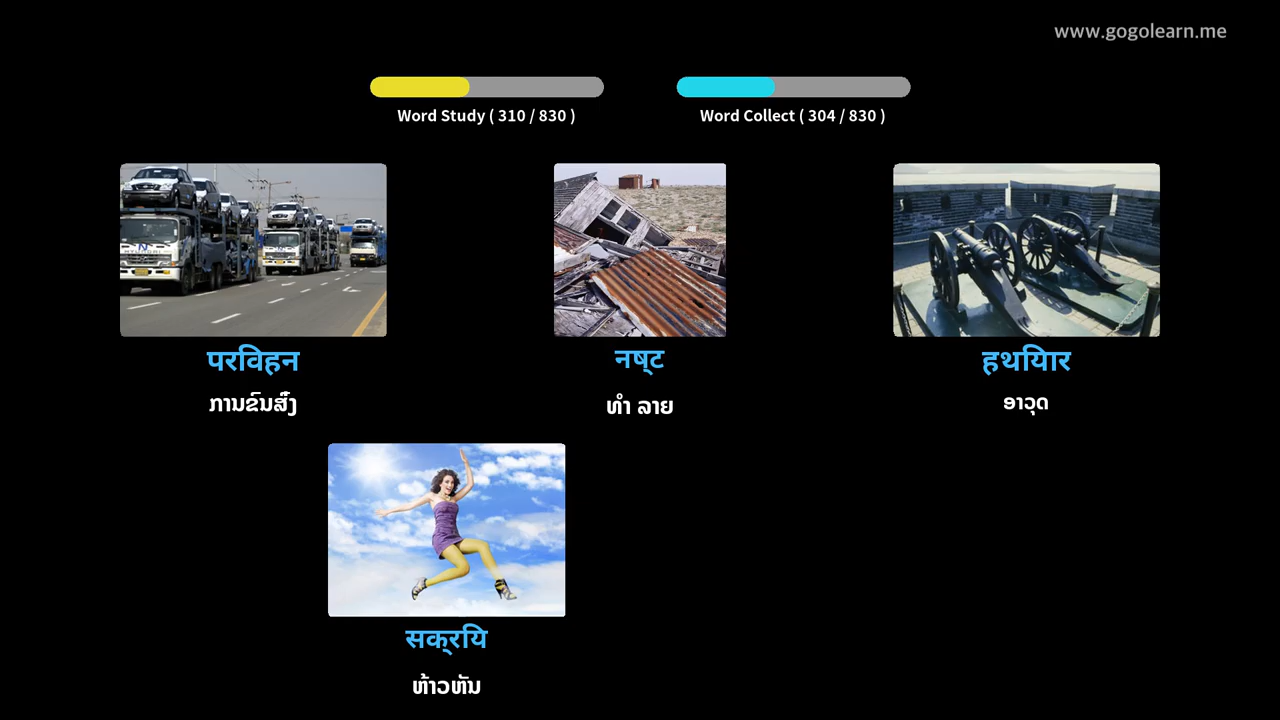 www.gogolearn.me
Word Study ( 310 / 830 )
Word Collect ( 304 / 830 )
परिवहन
नष्ट
हथियार
ການຂົນສົ່ງ
ທຳ ລາຍ
ອາວຸດ
सक्रिय
ຫ້າວຫັນ